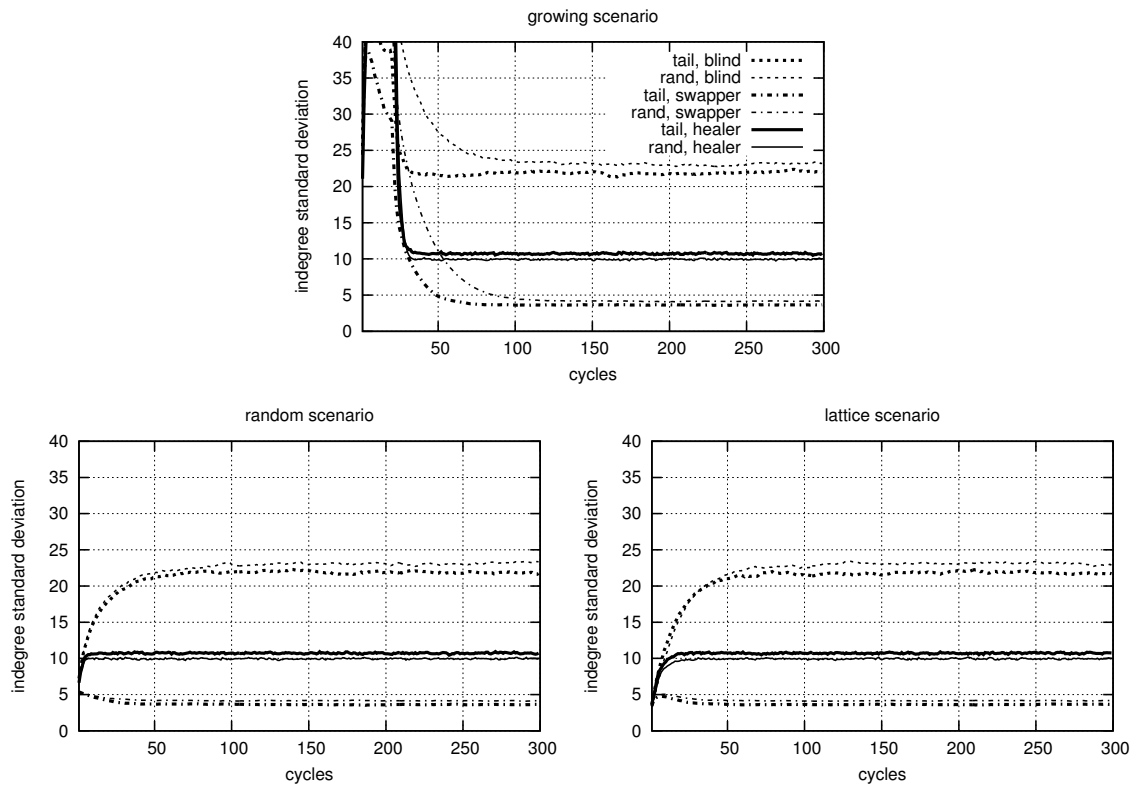 growing scenario
indegree standard deviation
40
35
30
25
20
15
10
5
0
tail, blind
rand, blind
tail, swapper
rand, swapper
tail, healer
rand, healer
50 100 150 200 250 300
cycles
random scenario
indegree standard deviation
40
35
30
25
20
15
10
5
0
50 100 150 200 250 300
cycles
lattice scenario
indegree standard deviation
40
35
30
25
20
15
10
5
0
50 100 150 200 250 300
cycles